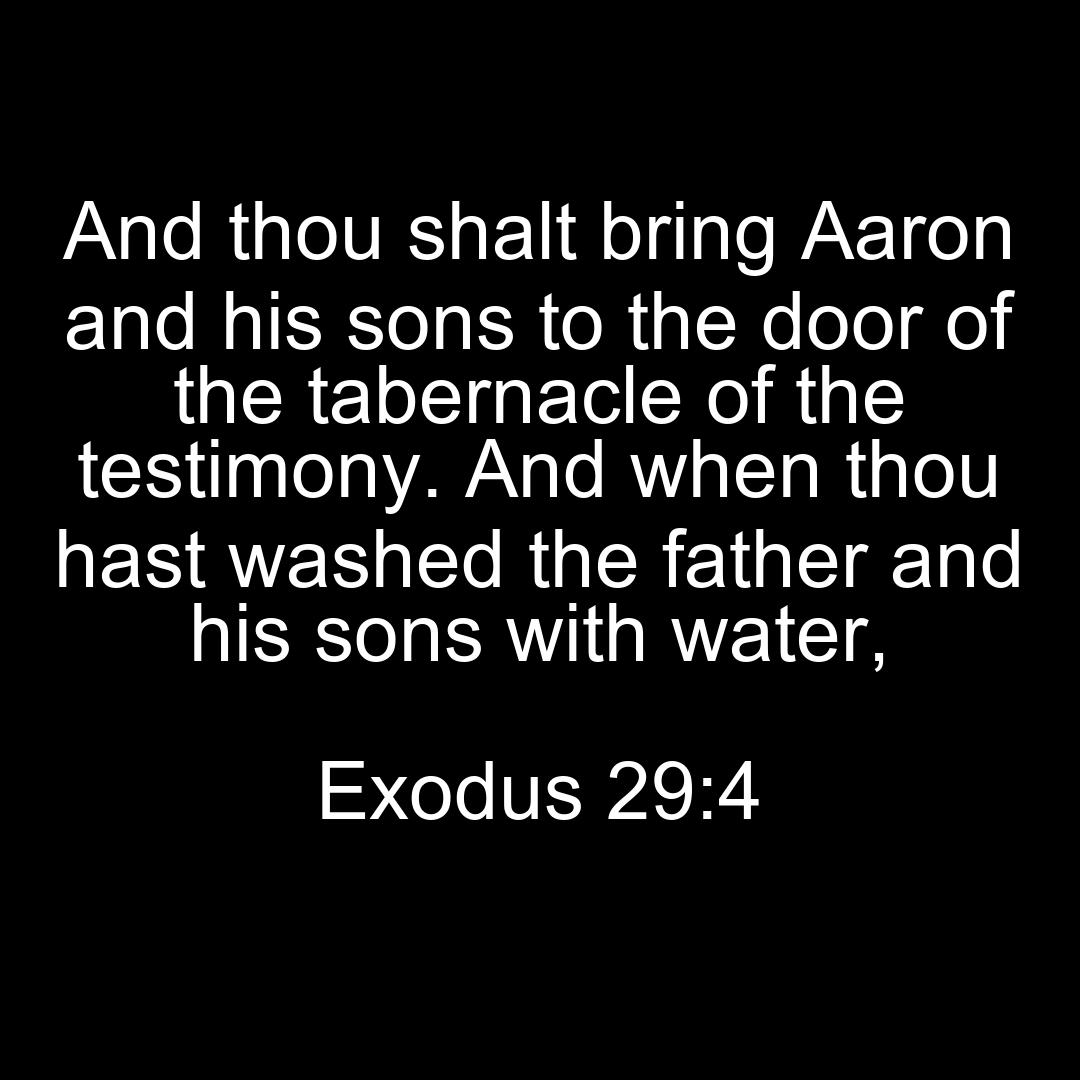 And thou shalt bring Aaron
and his sons to the door of
the tabernacle of the
testimony. And when thou
hast washed the father and
his sons with water,
Exodus 29:4